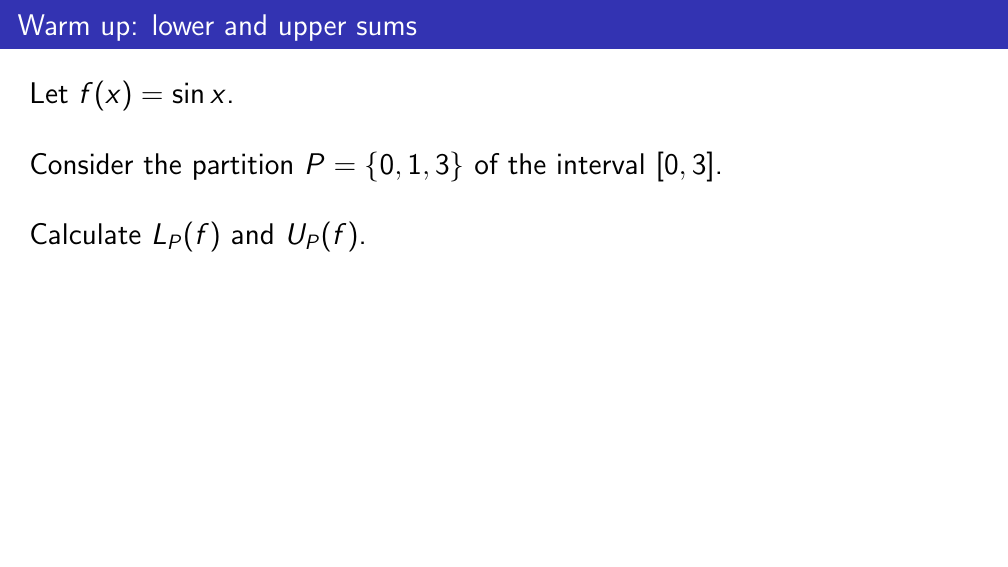 Warm up: lower and upper sums
Let f(x) = sin x.
Consider the partition P = {0, 1, 3} of the interval [0, 3].
Calculate L_P(f) and U_P(f).